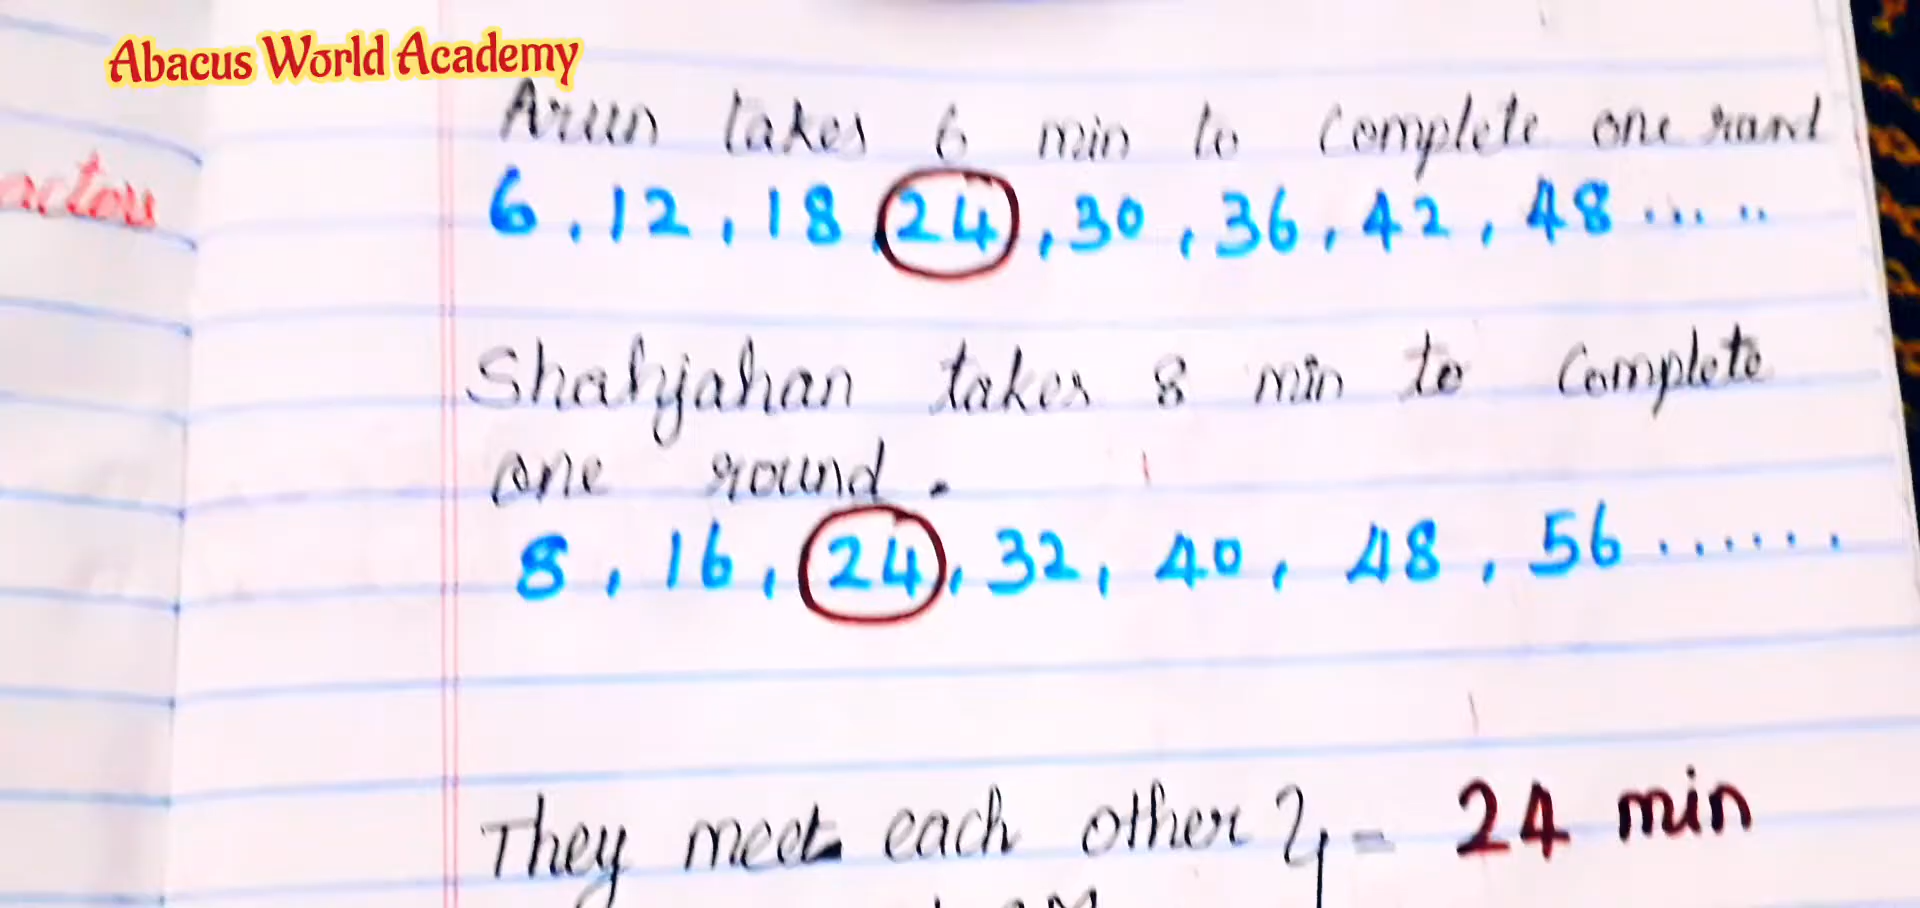 Abacus World Academy
Arun takes 6 min to complete one rand
actors
6, 12, 18, 24, 30, 36, 42, 48 ... ..
Shahjahan takes 8 min to complete
one round.
8, 16, 24, 32, 40, 48, 56 ......
They meet each other } - 24 min